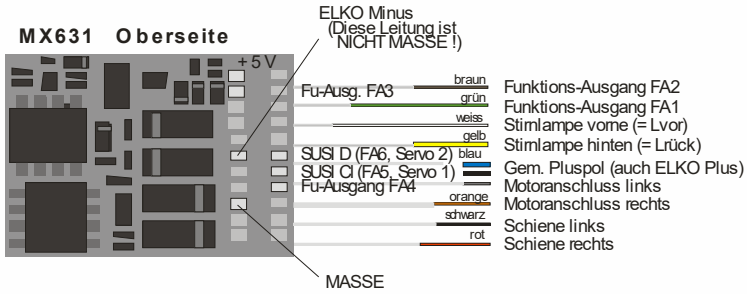 ELKO Minus
(Diese Leitung ist
NICHT MASSE !)
MX631 Oberseite
+5V
braun
Funktions-Ausgang FA2
Fu-Ausg. FA3
grün
Funktions-Ausgang FA1
weiss
Stirnlampe vorne (= Lvor)
gelb
Stirnlampe hinten (= Lrück)
SUSI D (FA6, Servo 2)
blau
Gem. Pluspol (auch ELKO Plus)
SUSI Cl (FA5, Servo 1)
Fu-Ausgang FA4
Motoranschluss links
orange
Motoranschluss rechts
schwarz
Schiene links
rot
Schiene rechts
MASSE